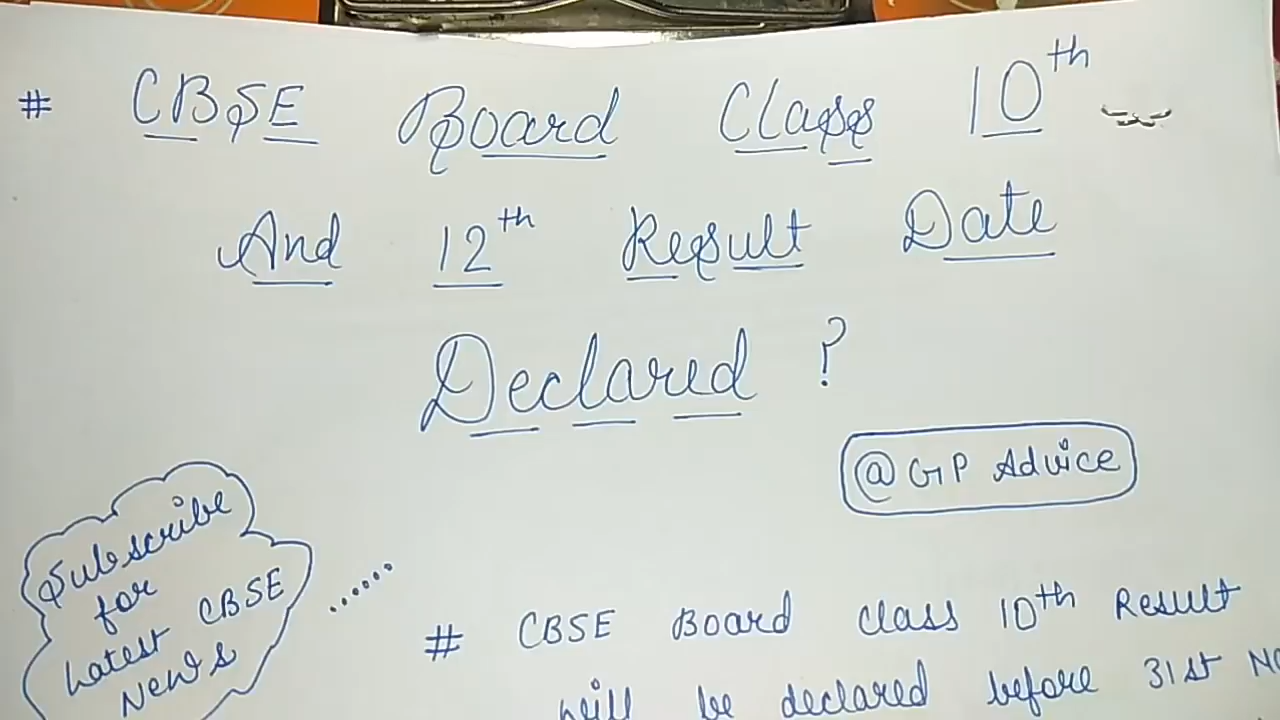 # CBSE Board Class 10th
And 12th Result Date
Declared ?
@ GP Advice
Subscribe
for
Latest CBSE
News
# CBSE Board class 10th Result
will be declared before 31st